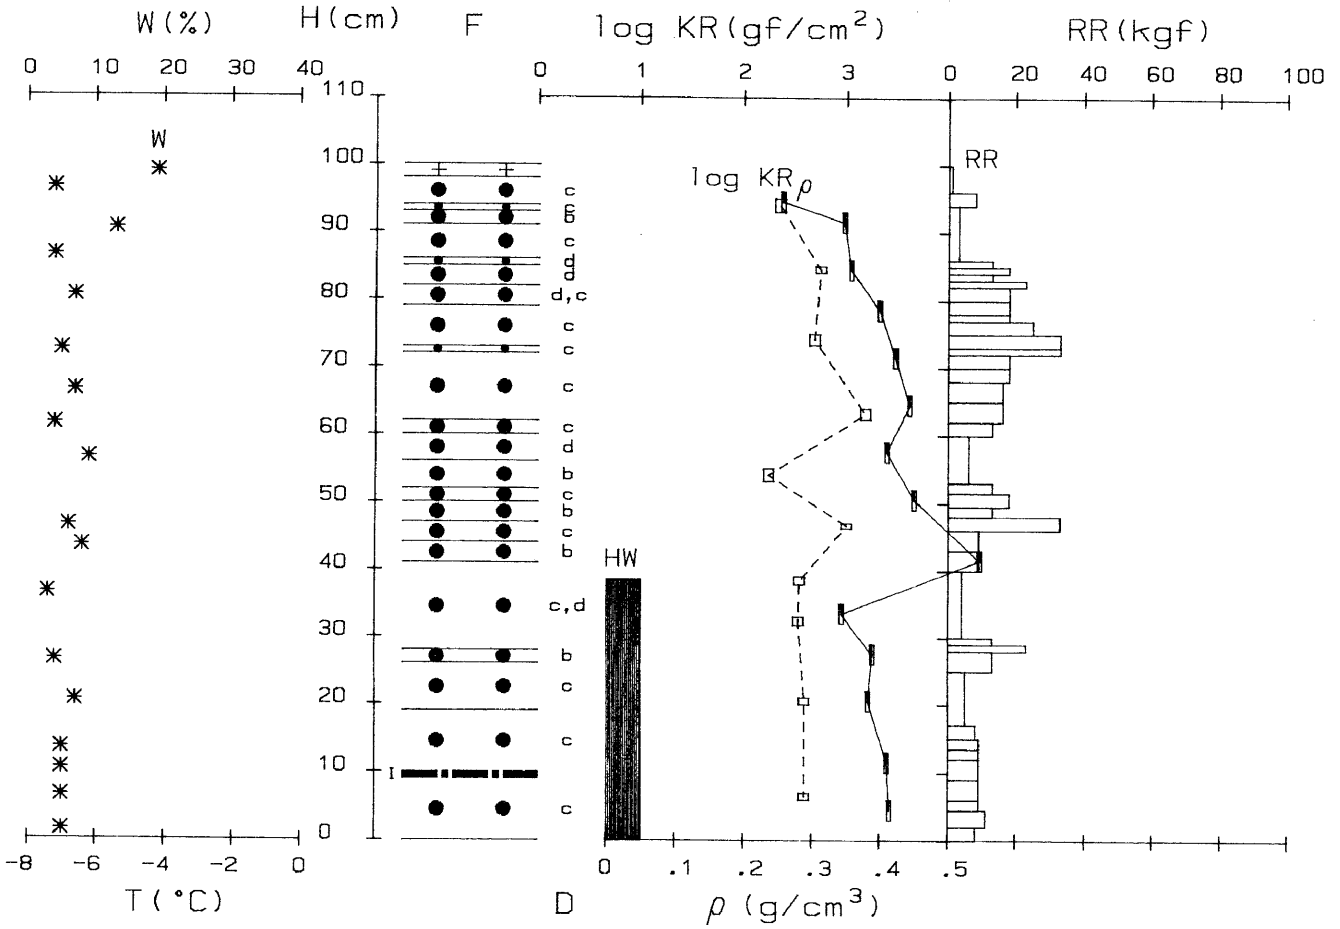 W(%) H(cm) F log KR(gf/cm²) RR(kgf)
0 10 20 30 40 0 1 2 3 0 20 40 60 80 100
110
W
100 RR
log KR ρ
c
c
b
90
c
d
d
80 d,c
c
c
70
c
60 c
d
b
50 c
b
c
HW
40 b
c,d
30
b
c
20
c
10 I
c
0
-8 -6 -4 -2 0 0 .1 .2 .3 .4 .5
T(°C) D ρ (g/cm³)